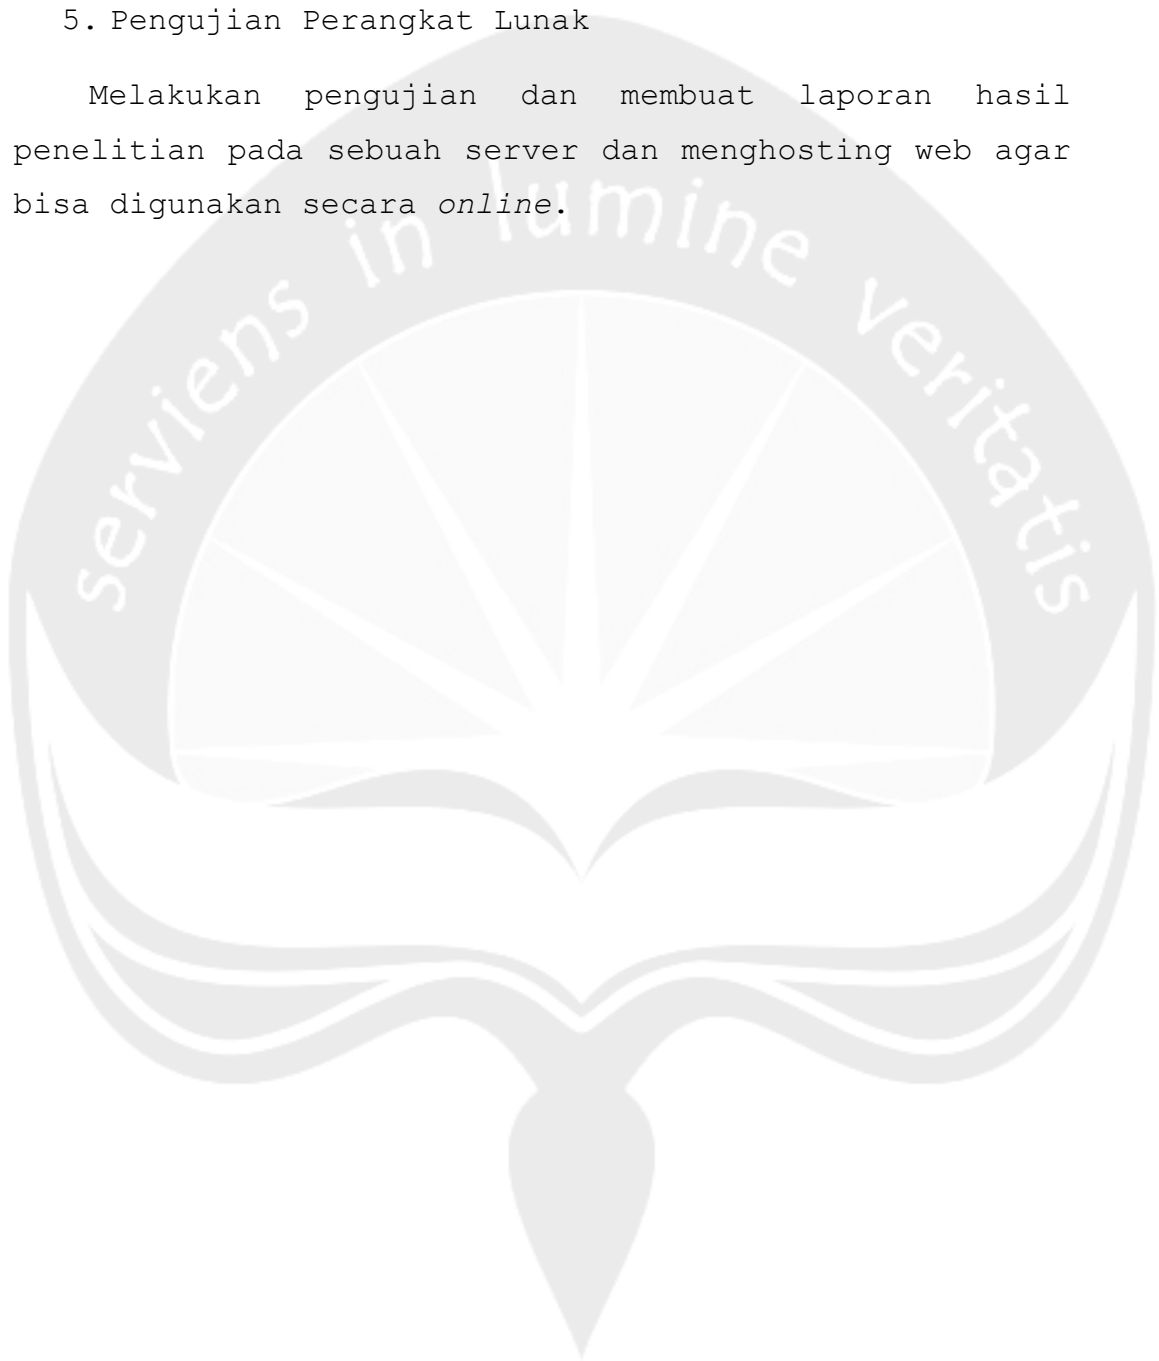 5. Pengujian Perangkat Lunak
Melakukan pengujian dan membuat laporan hasil
penelitian pada sebuah server dan menghosting web agar
bisa digunakan secara online.
serviens in lumine veritatis